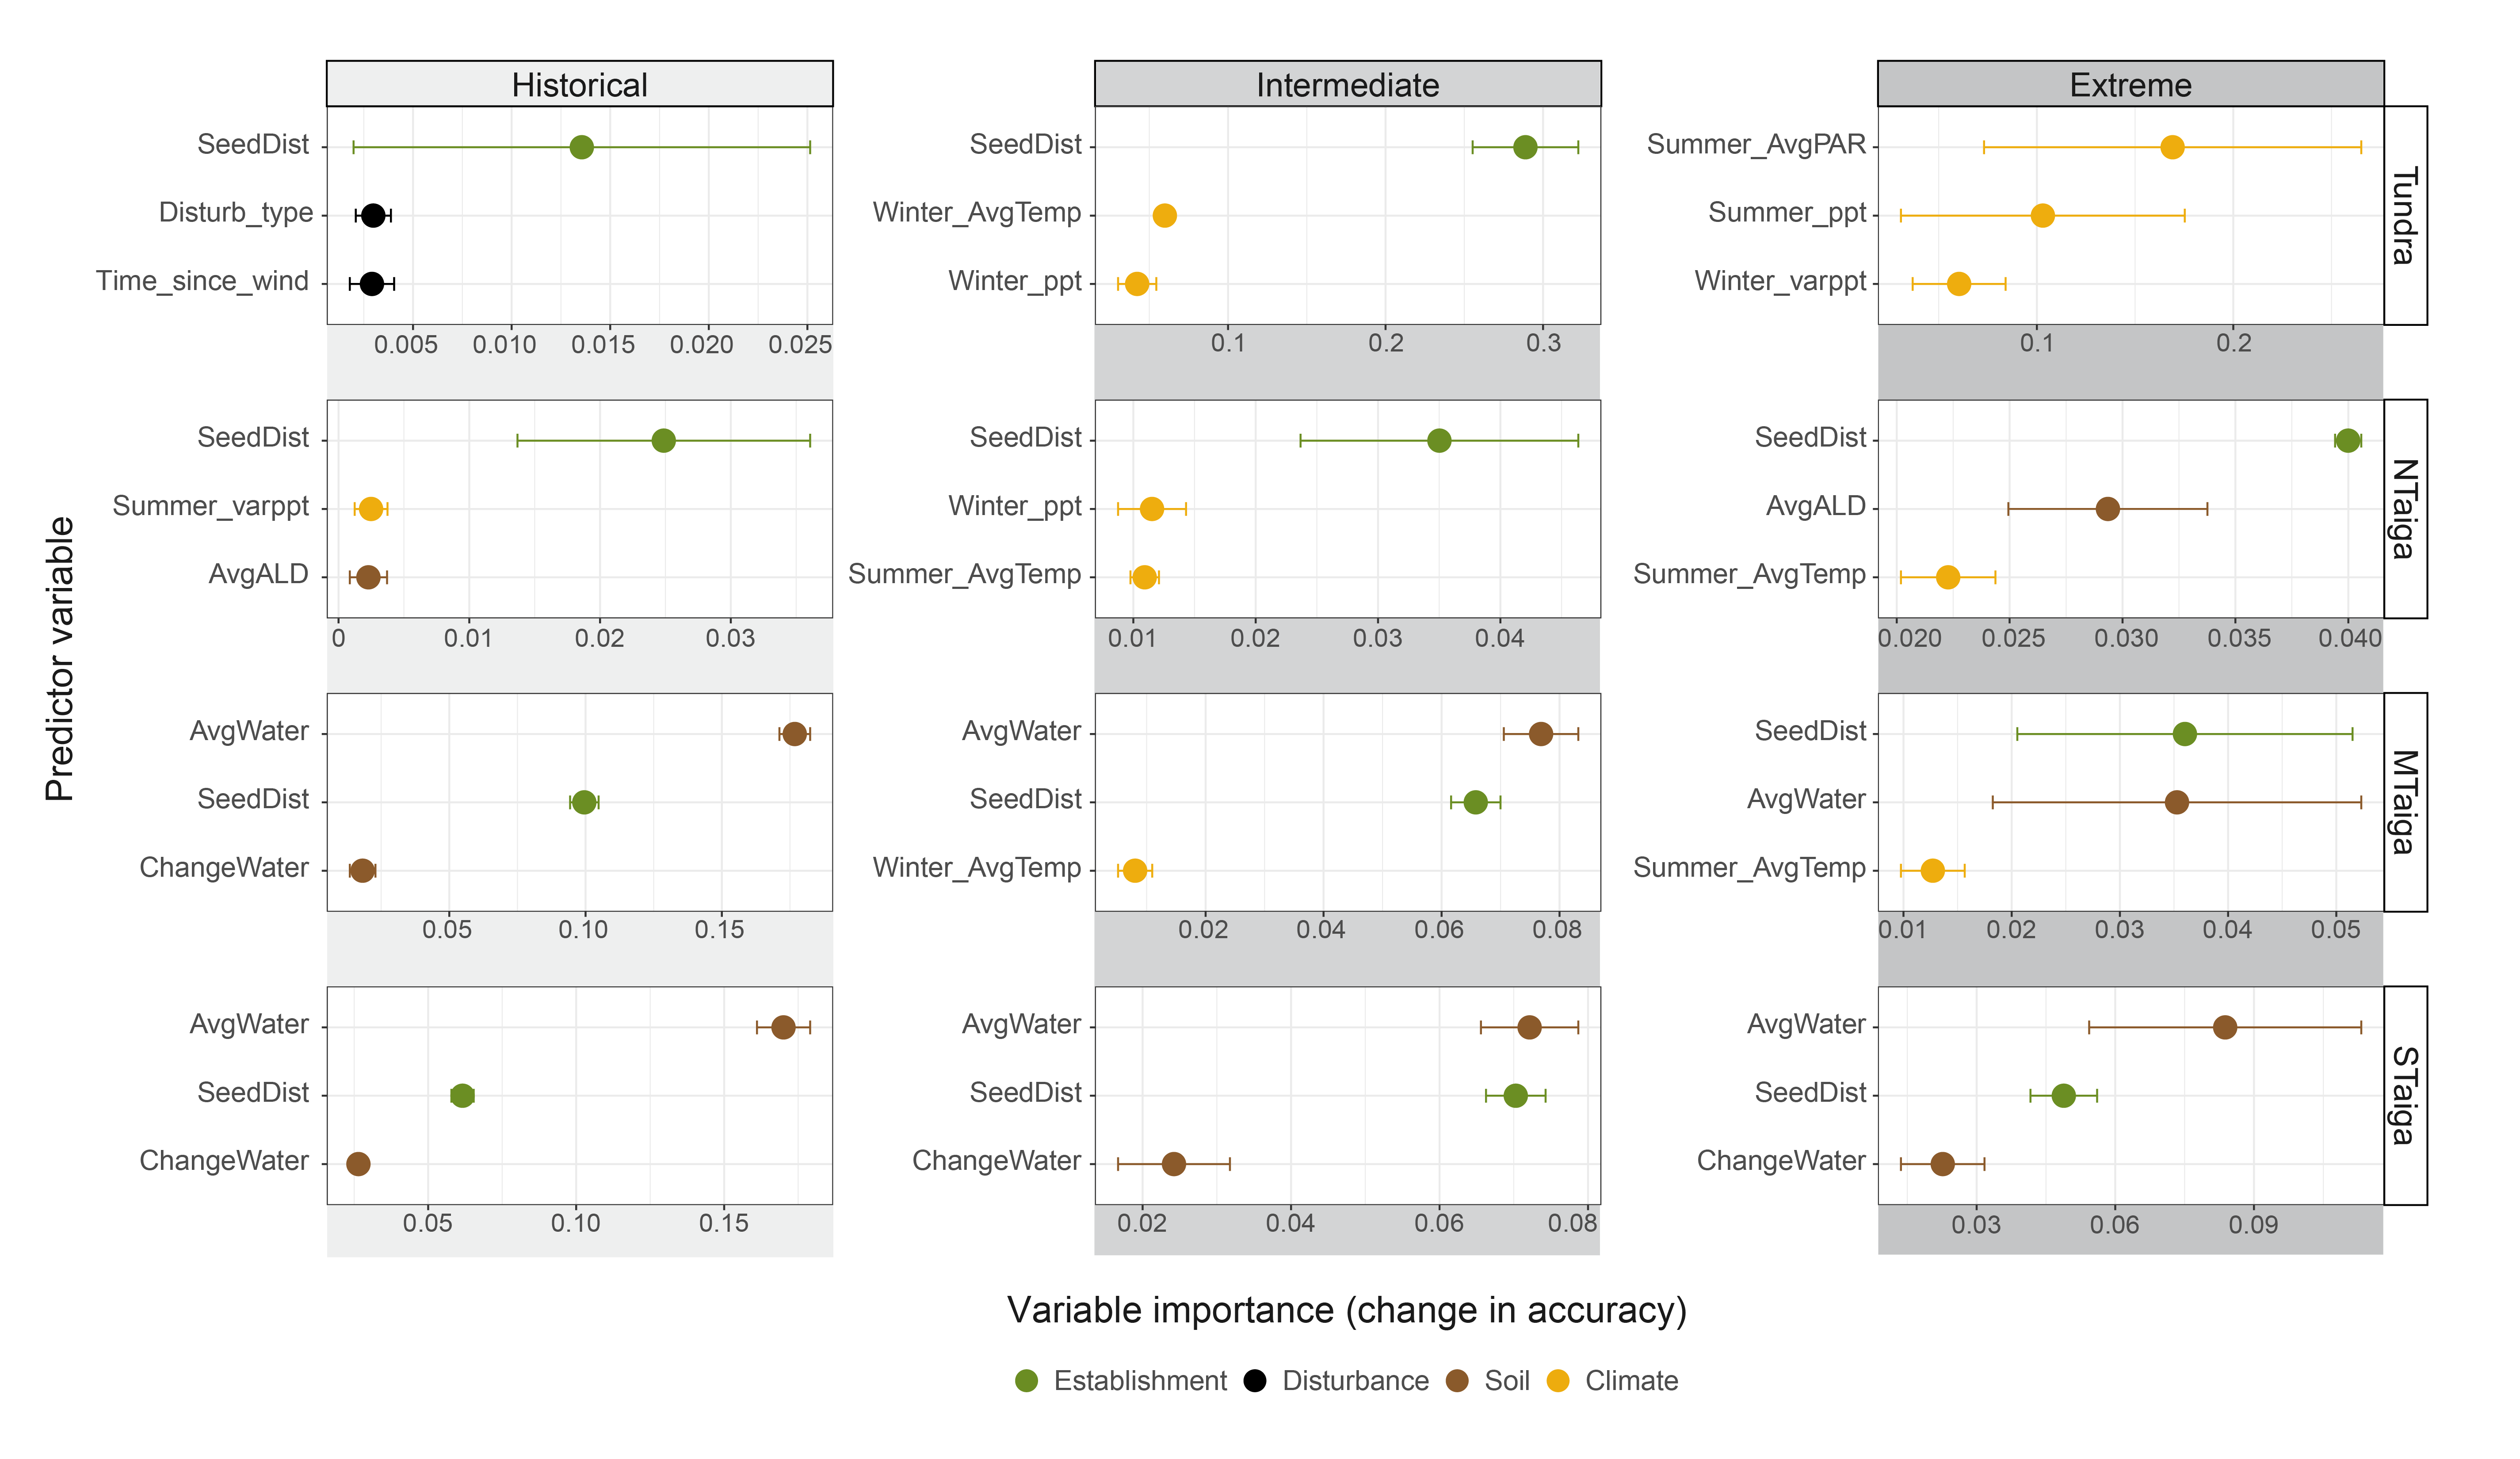 Historical
Intermediate
Extreme
SeedDist
Disturb_type
Time_since_wind
0.005 0.010 0.015 0.020 0.025
SeedDist
Winter_AvgTemp
Winter_ppt
0.1 0.2 0.3
Summer_AvgPAR
Summer_ppt
Winter_varppt
0.1 0.2
Tundra
SeedDist
Summer_varppt
AvgALD
0 0.01 0.02 0.03
SeedDist
Winter_ppt
Summer_AvgTemp
0.01 0.02 0.03 0.04
SeedDist
AvgALD
Summer_AvgTemp
0.020 0.025 0.030 0.035 0.040
NTaiga
Predictor variable
AvgWater
SeedDist
ChangeWater
0.05 0.10 0.15
AvgWater
SeedDist
Winter_AvgTemp
0.02 0.04 0.06 0.08
SeedDist
AvgWater
Summer_AvgTemp
0.01 0.02 0.03 0.04 0.05
MTaiga
AvgWater
SeedDist
ChangeWater
0.05 0.10 0.15
AvgWater
SeedDist
ChangeWater
0.02 0.04 0.06 0.08
AvgWater
SeedDist
ChangeWater
0.03 0.06 0.09
STaiga
Variable importance (change in accuracy)
Establishment Disturbance Soil Climate